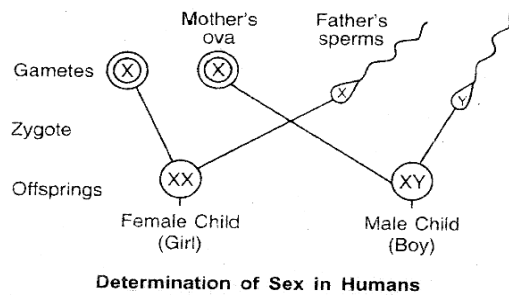 Mother's ova
Father's sperms
Gametes
X
X
X
Y
Zygote
Offsprings
XX
XY
Female Child
(Girl)
Male Child
(Boy)
Determination of Sex in Humans